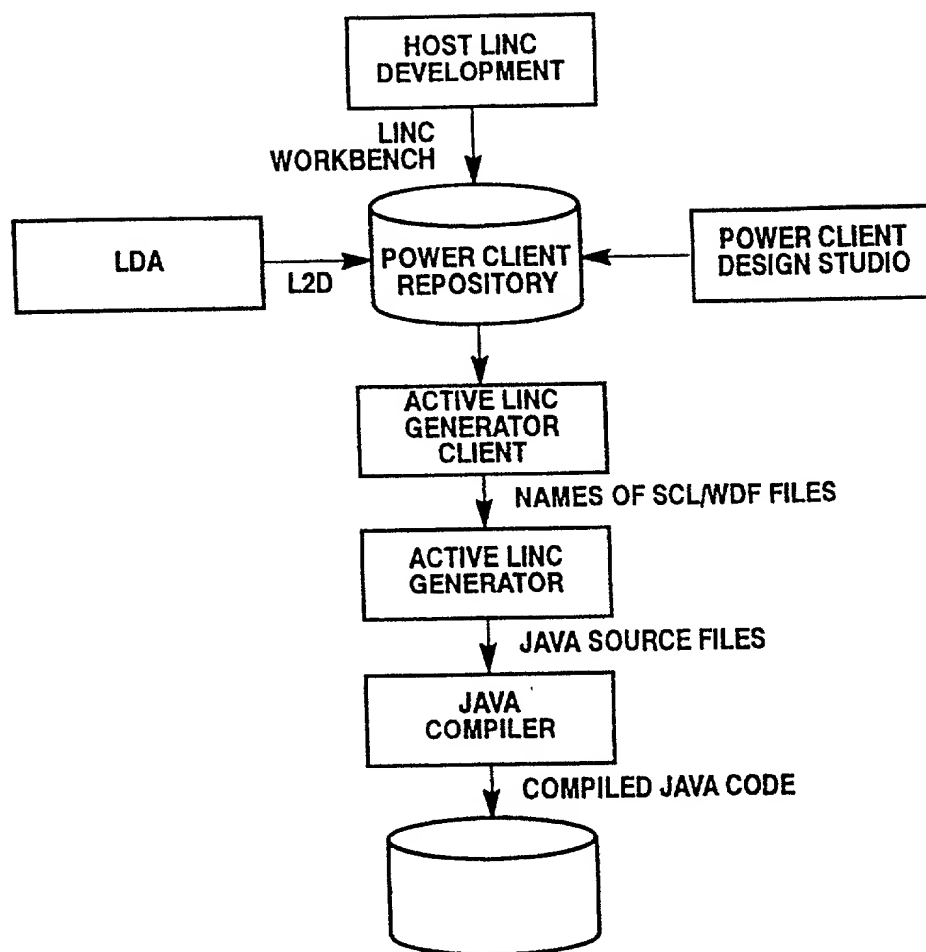 HOST LINC
DEVELOPMENT
LINC
WORKBENCH
LDA
L2D
POWER CLIENT
REPOSITORY
POWER CLIENT
DESIGN STUDIO
ACTIVE LINC
GENERATOR
CLIENT
NAMES OF SCL/WDF FILES
ACTIVE LINC
GENERATOR
JAVA SOURCE FILES
JAVA
COMPILER
COMPILED JAVA CODE